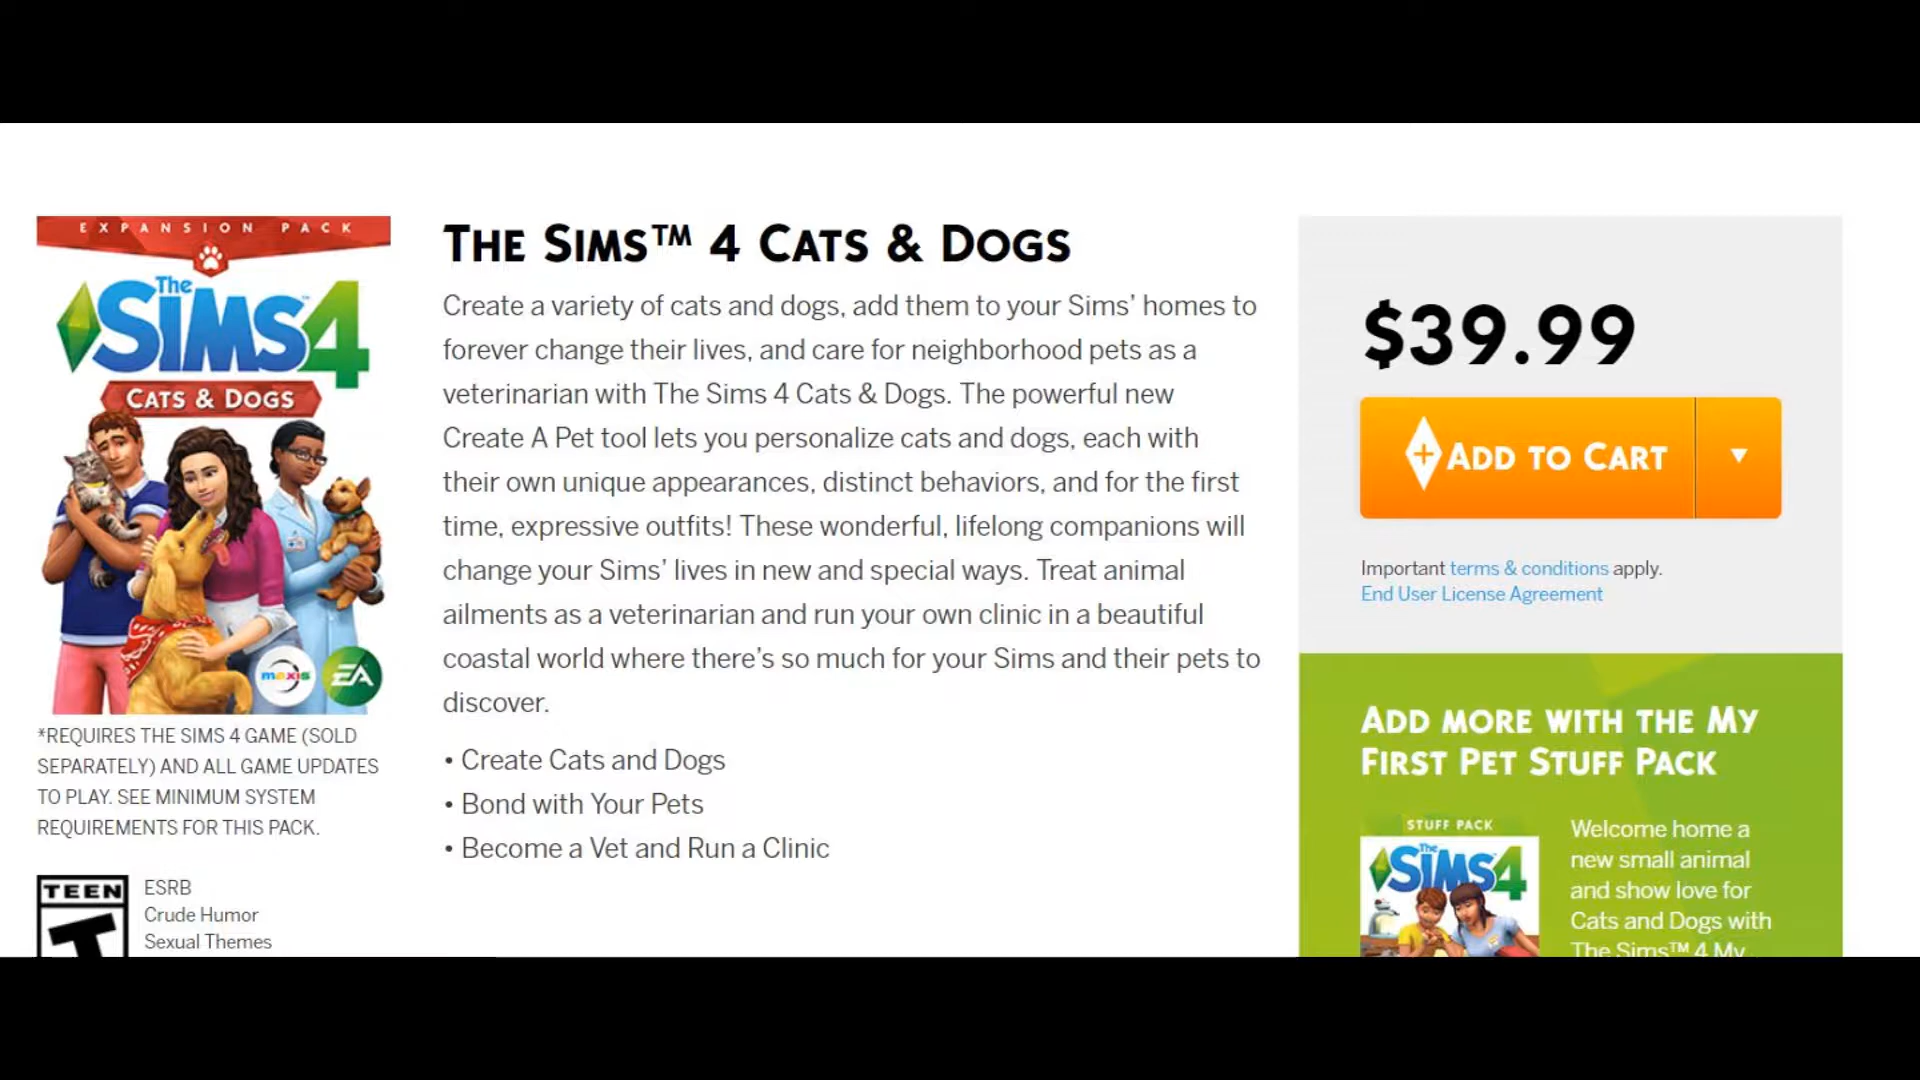 EXPANSION PACK
The
SIMS 4
CATS & DOGS
maxis
EA
*REQUIRES THE SIMS 4 GAME (SOLD
SEPARATELY) AND ALL GAME UPDATES
TO PLAY. SEE MINIMUM SYSTEM
REQUIREMENTS FOR THIS PACK.
TEEN
T
ESRB
Crude Humor
Sexual Themes
THE SIMS™ 4 CATS & DOGS
Create a variety of cats and dogs, add them to your Sims’ homes to
forever change their lives, and care for neighborhood pets as a
veterinarian with The Sims 4 Cats & Dogs. The powerful new
Create A Pet tool lets you personalize cats and dogs, each with
their own unique appearances, distinct behaviors, and for the first
time, expressive outfits! These wonderful, lifelong companions will
change your Sims’ lives in new and special ways. Treat animal
ailments as a veterinarian and run your own clinic in a beautiful
coastal world where there’s so much for your Sims and their pets to
discover.
• Create Cats and Dogs
• Bond with Your Pets
• Become a Vet and Run a Clinic
$39.99
ADD TO CART
Important terms & conditions apply.
End User License Agreement
ADD MORE WITH THE MY
FIRST PET STUFF PACK
STUFF PACK
The
SIMS 4
Welcome home a
new small animal
and show love for
Cats and Dogs with
The Sims™ 4 My